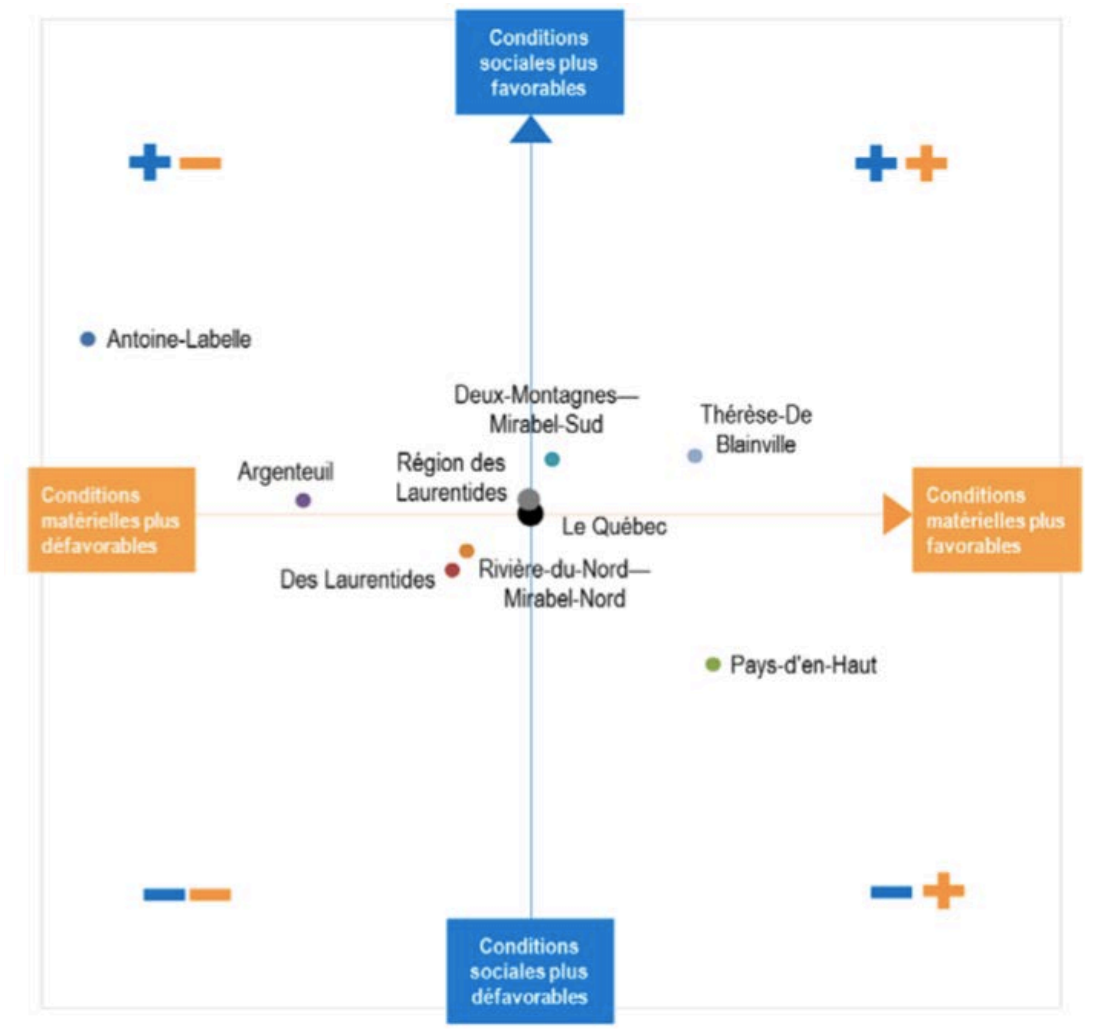 Conditions
sociales plus
favorables
Antoine-Labelle
Deux-Montagnes—
Mirabel-Sud
Thérèse-De
Blainville
Argenteuil
Région des
Laurentides
Conditions
matérielles plus
défavorables
Conditions
matérielles plus
favorables
Le Québec
Des Laurentides
Rivière-du-Nord—
Mirabel-Nord
Pays-d'en-Haut
Conditions
sociales plus
défavorables